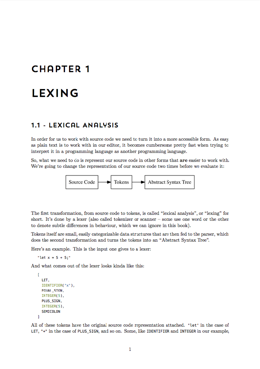 CHAPTER 1
LEXING
1.1 - LEXICAL ANALYSIS
In order for us to work with source code we need to turn it into a more accessible form. As easy
as plain text is to work with in our editor, it becomes cumbersome pretty fast when trying to
interpret it in a programming language as another programming language.
So, what we need to do is represent our source code in other forms that are easier to work with.
We're going to change the representation of our source code two times before we evaluate it:
Source Code Tokens Abstract Syntax Tree
The first transformation, from source code to tokens, is called "lexical analysis", or "lexing" for
short. It's done by a lexer (also called tokenizer or scanner – some use one word or the other
to denote subtle differences in behaviour, which we can ignore in this book).
Tokens itself are small, easily categorizable data structures that are then fed to the parser, which
does the second transformation and turns the tokens into an "Abstract Syntax Tree".
Here's an example. This is the input one gives to a lexer:
"let x = 5 + 5;"
And what comes out of the lexer looks kinda like this:
[
LET,
IDENTIFIER("x"),
EQUAL_SIGN,
INTEGER(5),
PLUS_SIGN,
INTEGER(5),
SEMICOLON
]
All of these tokens have the original source code representation attached. "let" in the case of
LET, "+" in the case of PLUS_SIGN, and so on. Some, like IDENTIFIER and INTEGER in our example,